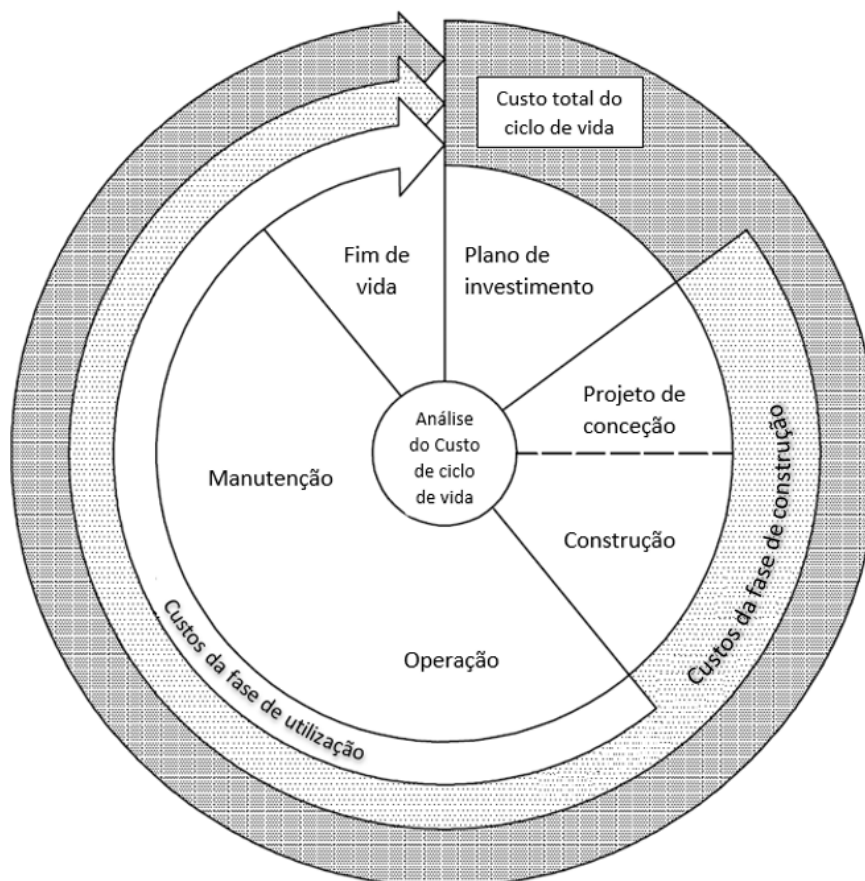 Custo total do
ciclo de vida
Fim de
vida
Plano de
investimento
Análise
do Custo
de ciclo
de vida
Projeto de
conceção
Manutenção
Construção
Operação
Custos da fase de construção
Custos da fase de utilização